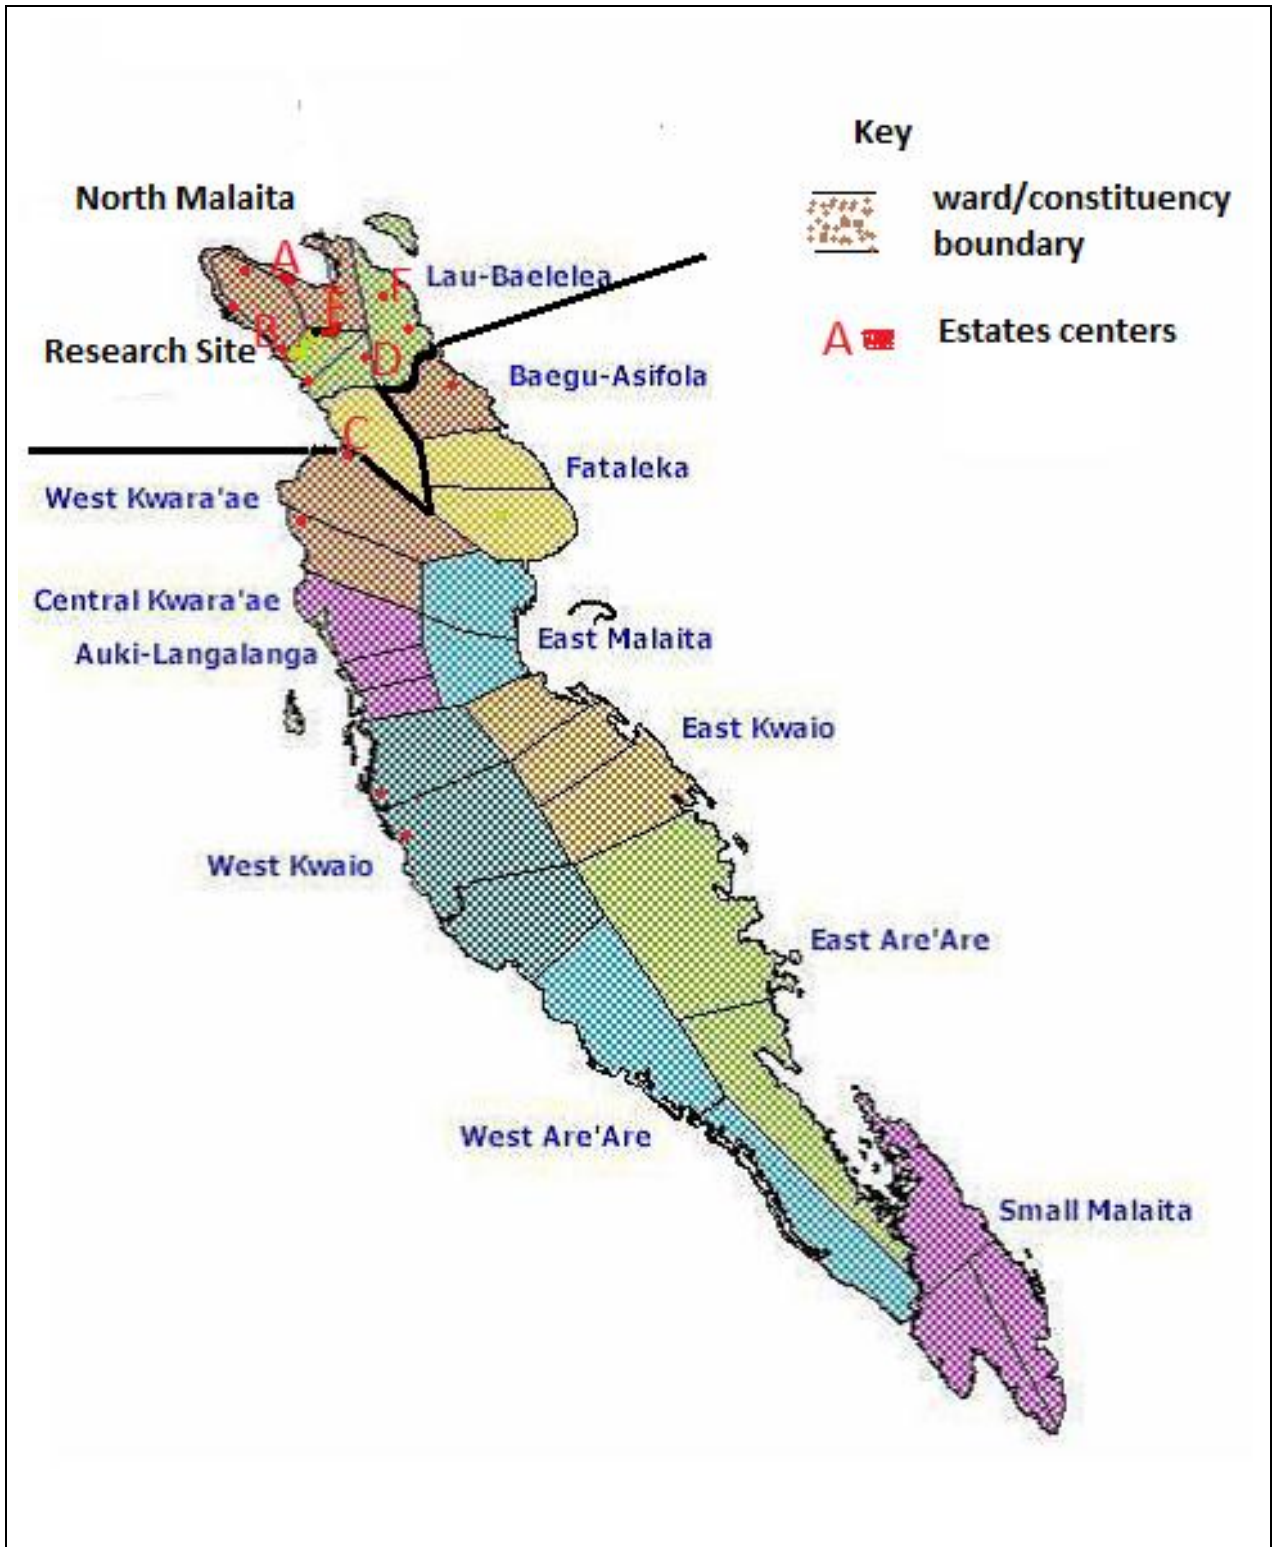 Key
ward/constituency
boundary
A
Estates centers
North Malaita
A
F
Lau-Baelelea
E
B
Research Site
D
Baegu-Asifola
C
Fataleka
West Kwara'ae
Central Kwara'ae
East Malaita
Auki-Langalanga
East Kwaio
West Kwaio
East Are'Are
West Are'Are
Small Malaita